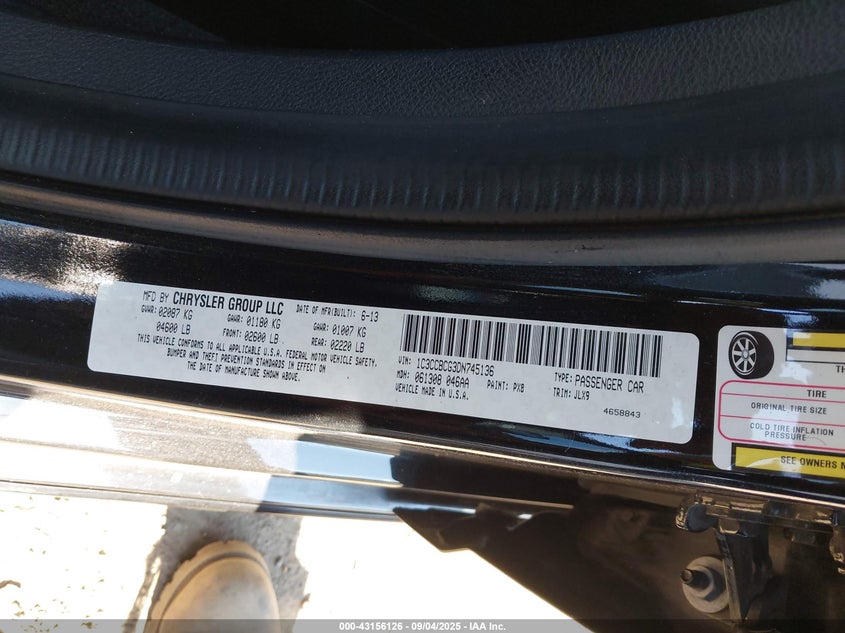 MFD BY CHRYSLER GROUP LLC DATE OF MFR(BUILT): 6-13
GVWR: 02087 KG GAWR: 01180 KG GAWR: 01007 KG
04600 LB FRONT: 02600 LB REAR: 02220 LB
THIS VEHICLE CONFORMS TO ALL APPLICABLE U.S.A. FEDERAL MOTOR VEHICLE SAFETY,
BUMPER AND THEFT PREVENTION STANDARDS IN EFFECT ON
THE DATE OF MANUFACTURE SHOWN ABOVE.
VIN: 1C3CCBCG3DN745136 TYPE: PASSENGER CAR
MDH: 061308 046AA PAINT: PX8 TRIM: JLX9
VEHICLE MADE IN U.S.A. 4658843
TIRE
ORIGINAL TIRE SIZE
COLD TIRE INFLATION
PRESSURE
SEE OWNERS
000-43156126 - 09/04/2025 - IAA Inc.